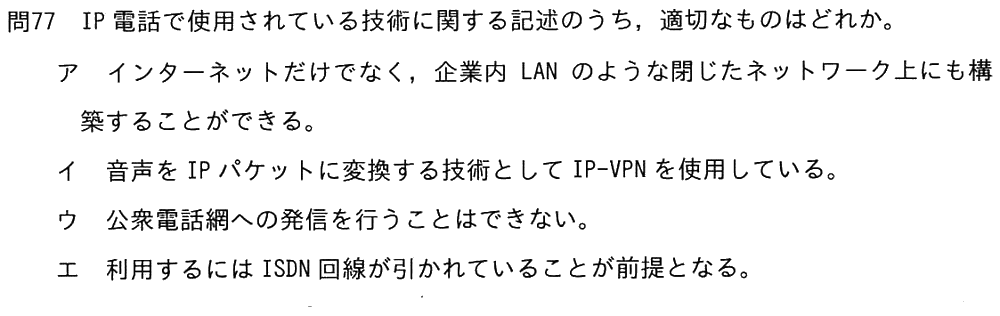 問77 IP電話で使用されている技術に関する記述のうち，適切なものはどれか。
ア インターネットだけでなく，企業内 LAN のような閉じたネットワーク上にも構
築することができる。
イ 音声を IP パケットに変換する技術として IP-VPN を使用している。
ウ 公衆電話網への発信を行うことはできない。
エ 利用するには ISDN 回線が引かれていることが前提となる。